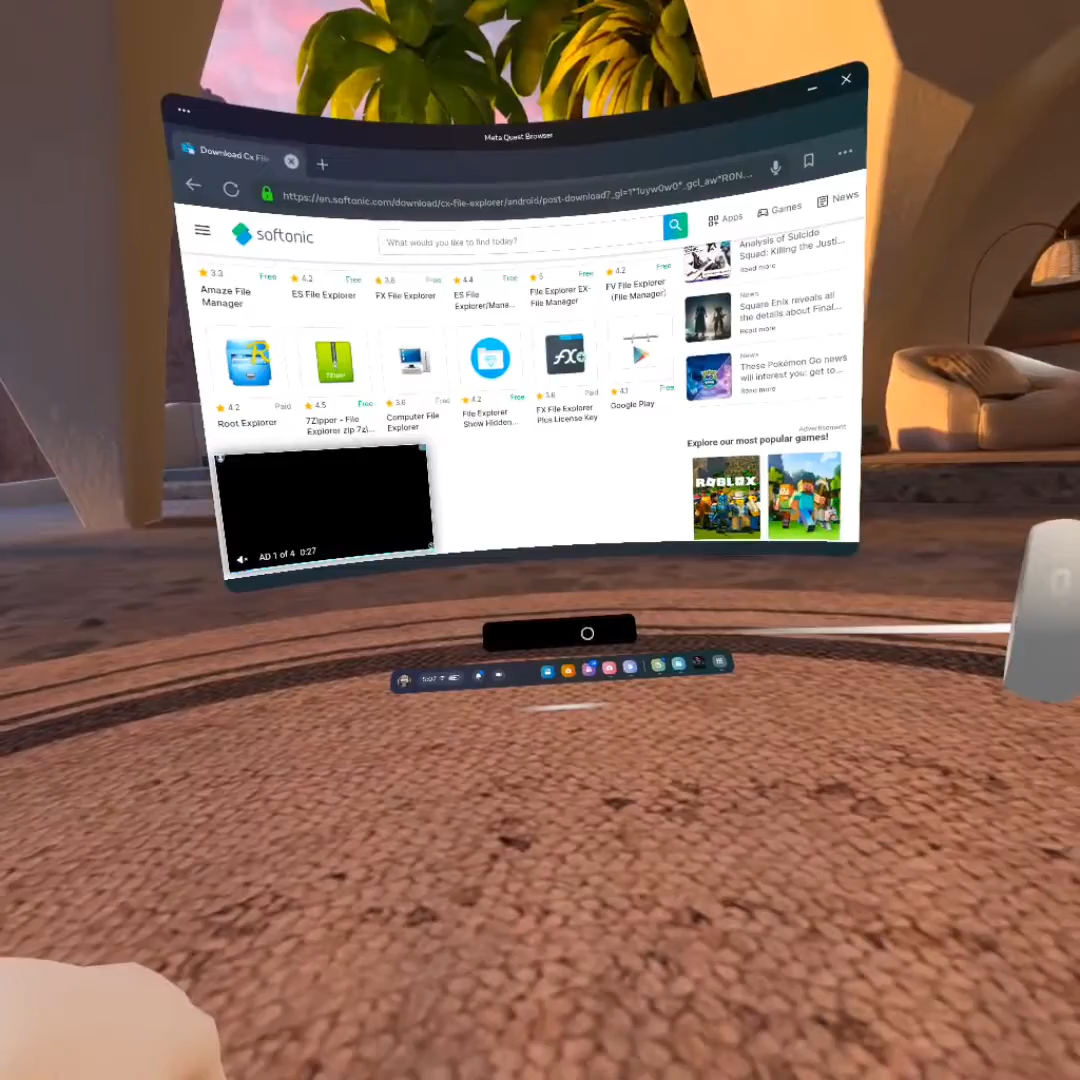 Meta Quest Browser
Download Cx File
https://en.softonic.com/download/cx-file-explorer/android/post-download?_gl=1*1uyw0w0*_gcl_aw*R0N...
softonic
What would you like to find today?
Apps
Games
News
3.3 Free
4.2 Free
3.6 Free
4.4 Free
5 Free
4.2 Free
Amaze File
Manager
ES File Explorer
FX File Explorer
ES File
Explorer/Mana...
File Explorer EX-
File Manager
FV File Explorer
(File Manager)
Analysis of Suicide
Squad: Killing the Justi...
Read more
News
Square Enix reveals all
the details about Final...
Read more
News
These Pokémon Go news
will interest you: get to...
Read more
4.2 Paid
4.5 Free
3.6 Free
4.2 Free
3.6 Paid
4.1 Free
Root Explorer
7Zipper - File
Explorer zip 7z)...
Computer File
Explorer
File Explorer
Show Hidden...
FX File Explorer
Plus License Key
Google Play
Advertisement
Explore our most popular games!
ROBLOX
AD 1 of 4 0:27
5:07